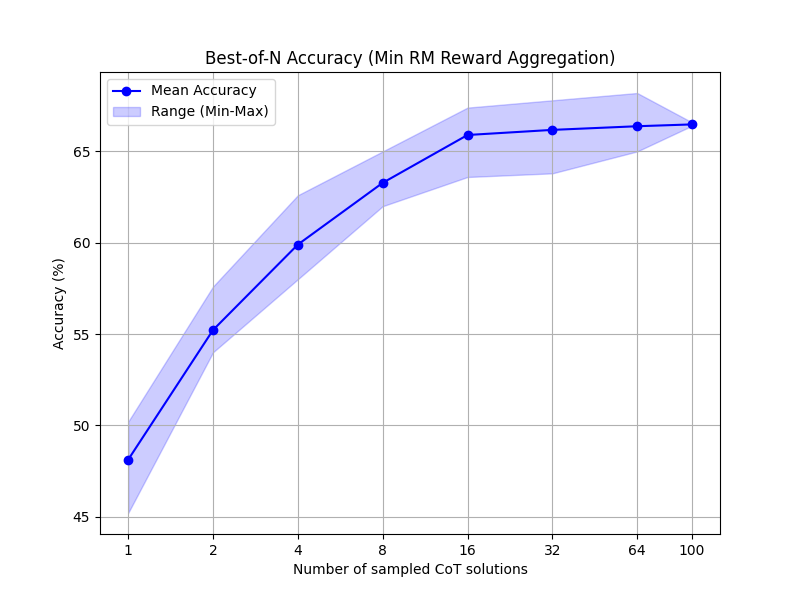 Best-of-N Accuracy (Min RM Reward Aggregation)
Mean Accuracy
Range (Min-Max)
Accuracy (%)
65
60
55
50
45
1 2 4 8 16 32 64 100
Number of sampled CoT solutions